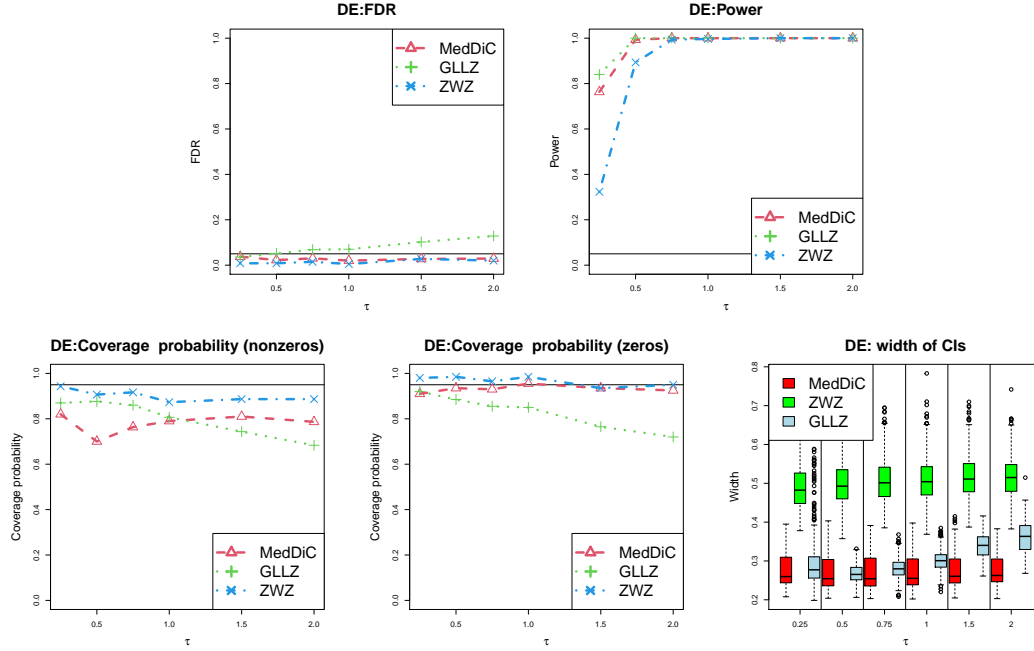 DE:FDR
FDR
0.0 0.2 0.4 0.6 0.8 1.0
MedDiC
GLLZ
ZWZ
0.5 1.0 1.5 2.0
τ
DE:Power
Power
0.0 0.2 0.4 0.6 0.8 1.0
MedDiC
GLLZ
ZWZ
0.5 1.0 1.5 2.0
τ
DE:Coverage probability (nonzeros)
Coverage probability
0.0 0.2 0.4 0.6 0.8 1.0
MedDiC
GLLZ
ZWZ
0.5 1.0 1.5 2.0
τ
DE:Coverage probability (zeros)
Coverage probability
0.0 0.2 0.4 0.6 0.8 1.0
MedDiC
GLLZ
ZWZ
0.5 1.0 1.5 2.0
τ
DE: width of CIs
Width
0.2 0.3 0.4 0.5 0.6 0.7 0.8
MedDiC
ZWZ
GLLZ
0.25 0.5 0.75 1 1.5 2
τ